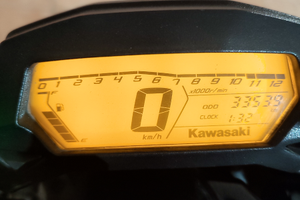 0 1 2 3 4 5 6 7 8 9 10 11 12
x1000r/min
0
km/h
ODO
CLOCK 1:32
Kawasaki
E